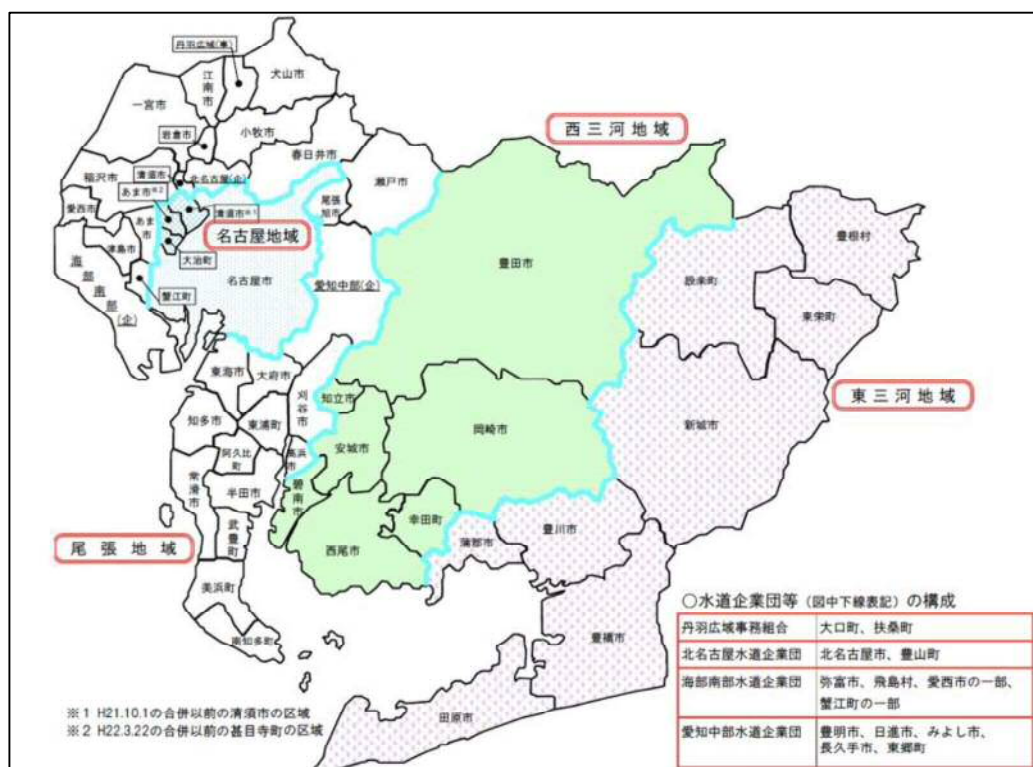 丹羽広域(事)
江南市
犬山市
一宮市
岩倉市
小牧市
西三河地域
春日井市
清須市
北名古屋(企)
稲沢市
あま市※2
瀬戸市
愛西市
清須市※1
尾張旭市
あま市
名古屋地域
豊根村
津島市
大治町
豊田市
設楽町
海部南部(企)
名古屋市
愛知中部(企)
蟹江町
東栄町
東海市
大府市
刈谷市
知立市
東三河地域
知多市
東浦町
岡崎市
新城市
安城市
阿久比町
高浜市
常滑市
半田市
碧南市
幸田町
豊川市
武豊町
蒲郡市
尾張地域
西尾市
美浜町
○水道企業団等(図中下線表記)の構成
丹羽広域事務組合 大口町、扶桑町
豊橋市
南知多町
北名古屋水道企業団 北名古屋市、豊山町
海部南部水道企業団 弥富市、飛島村、愛西市の一部、
蟹江町の一部
※1 H21.10.1の合併以前の清須市の区域
田原市
※2 H22.3.22の合併以前の甚目寺町の区域
愛知中部水道企業団 豊明市、日進市、みよし市、
長久手市、東郷町